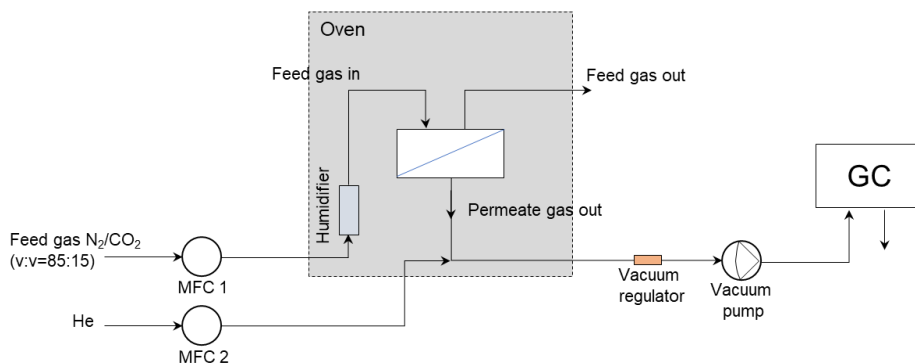 Oven
Feed gas in
Feed gas out
Humidifier
GC
Permeate gas out
Feed gas N₂/CO₂
(v:v=85:15)
MFC 1
Vacuum
regulator
Vacuum
pump
He
MFC 2